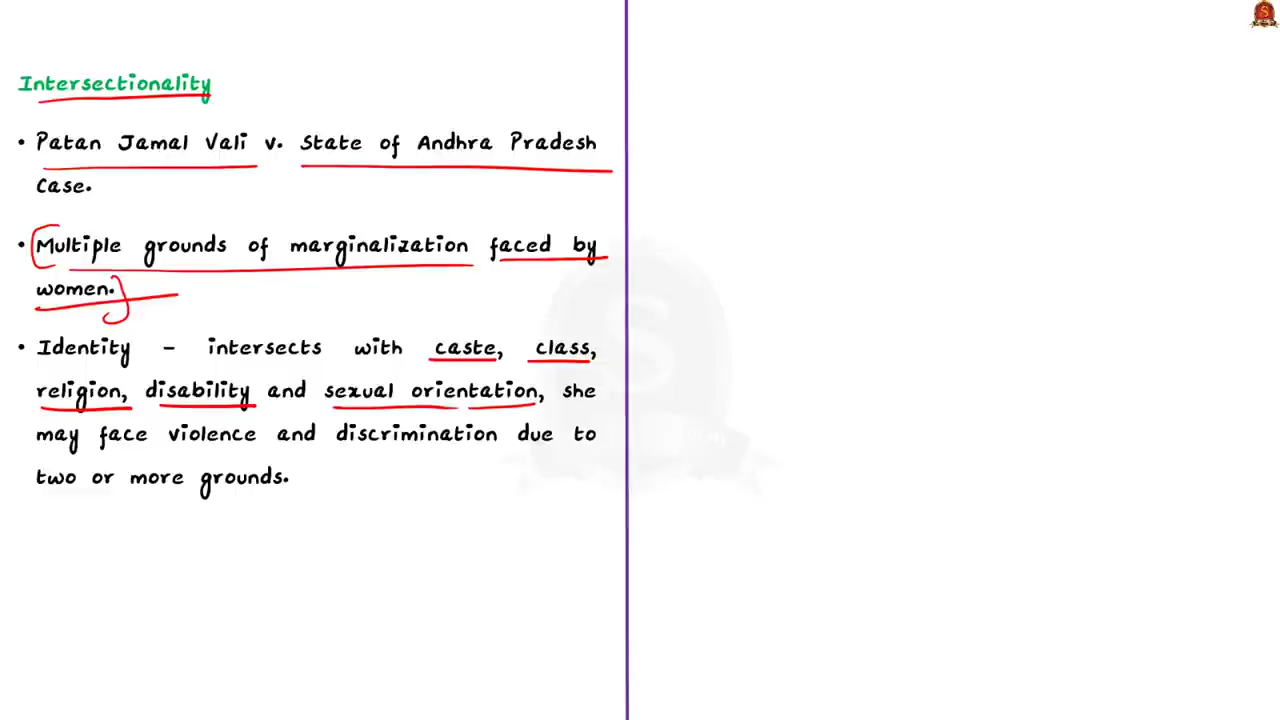 Intersectionality
• Patan Jamal Vali v. State of Andhra Pradesh
Case.
• Multiple grounds of marginalization faced by
women.
• Identity – intersects with caste, class,
religion, disability and sexual orientation, she
may face violence and discrimination due to
two or more grounds.
S